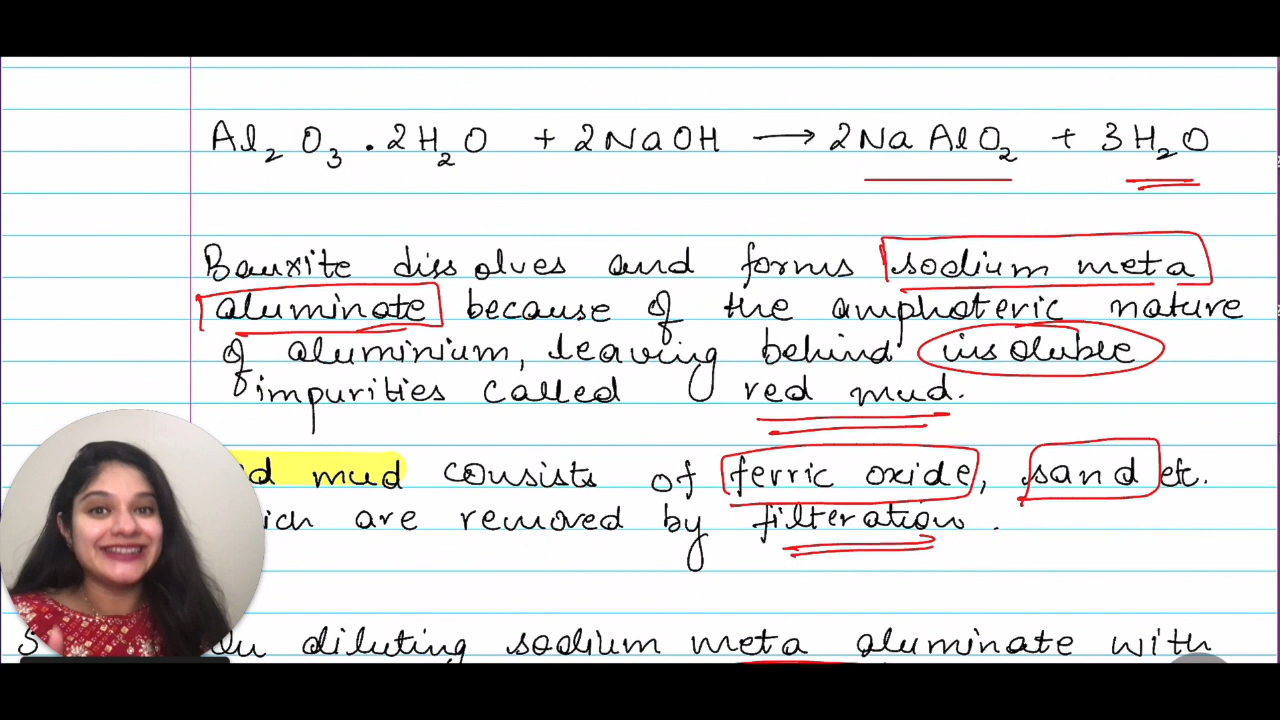 Al₂O₃.2H₂O + 2NaOH → 2NaAlO₂ + 3H₂O
Bauxite dissolves and forms sodium meta
aluminate because of the amphoteric nature
of aluminium, leaving behind insoluble
impurities called red mud.
mud consists of ferric oxide, sand etc.
are removed by filteration.
diluting sodium meta aluminate with